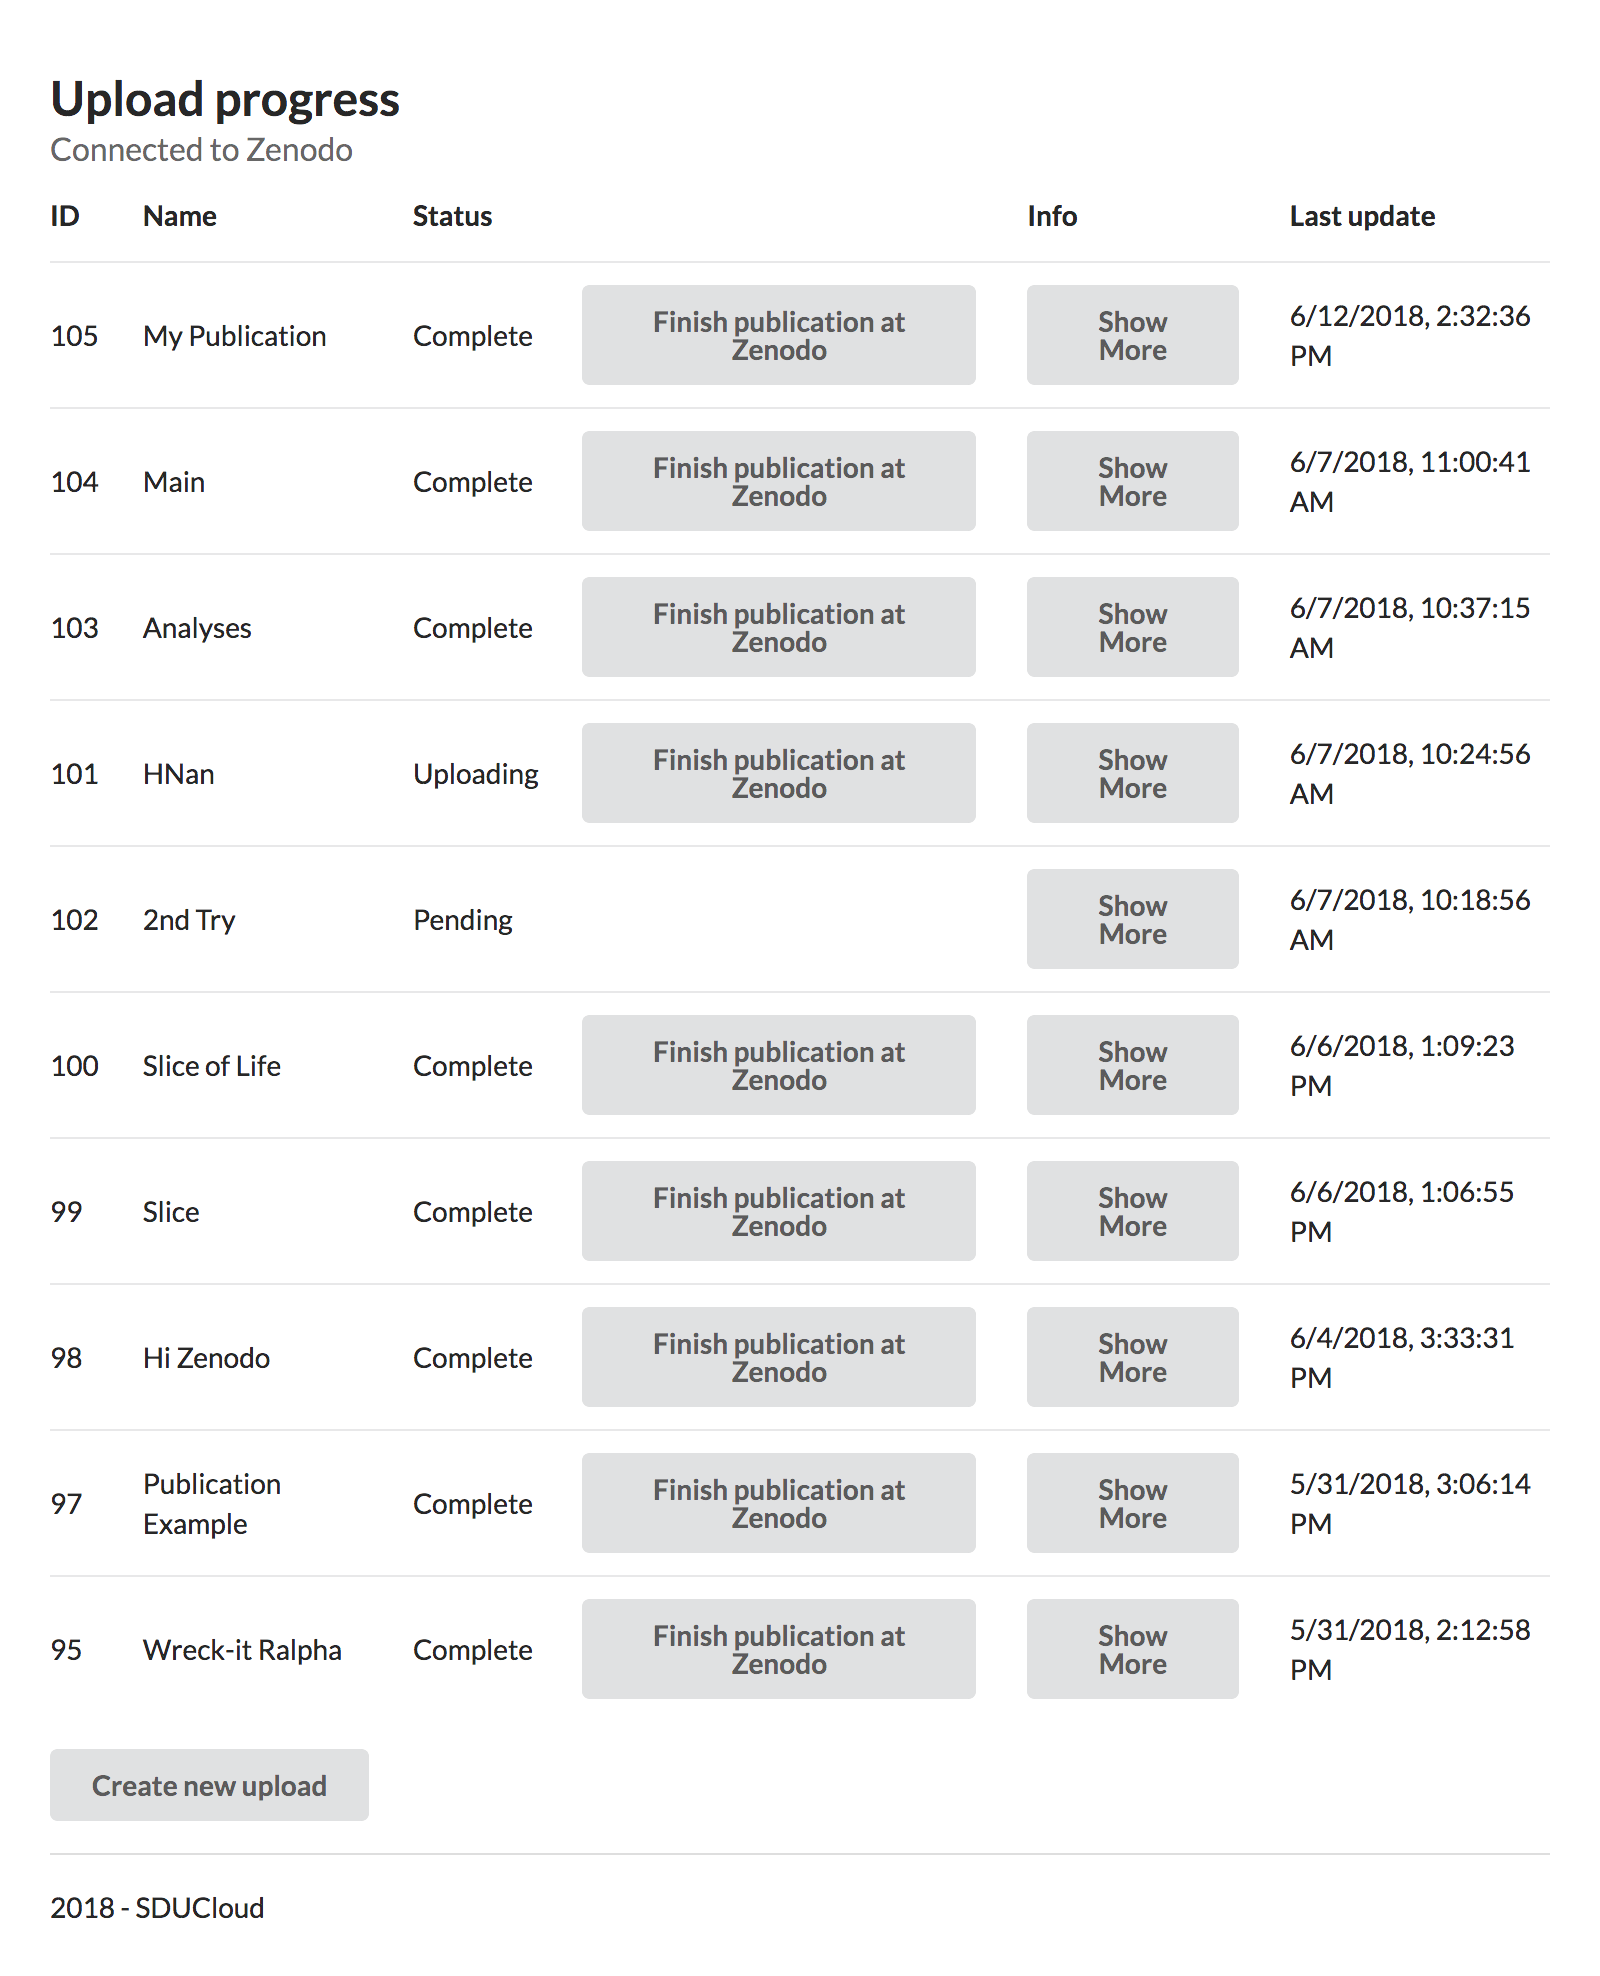 Upload progress
Connected to Zenodo
ID Name Status Info Last update
105 My Publication Complete Finish publication at Zenodo Show More 6/12/2018, 2:32:36 PM
104 Main Complete Finish publication at Zenodo Show More 6/7/2018, 11:00:41 AM
103 Analyses Complete Finish publication at Zenodo Show More 6/7/2018, 10:37:15 AM
101 HNan Uploading Finish publication at Zenodo Show More 6/7/2018, 10:24:56 AM
102 2nd Try Pending Show More 6/7/2018, 10:18:56 AM
100 Slice of Life Complete Finish publication at Zenodo Show More 6/6/2018, 1:09:23 PM
99 Slice Complete Finish publication at Zenodo Show More 6/6/2018, 1:06:55 PM
98 Hi Zenodo Complete Finish publication at Zenodo Show More 6/4/2018, 3:33:31 PM
97 Publication Example Complete Finish publication at Zenodo Show More 5/31/2018, 3:06:14 PM
95 Wreck-it Ralpha Complete Finish publication at Zenodo Show More 5/31/2018, 2:12:58 PM
Create new upload
2018 - SDUCloud